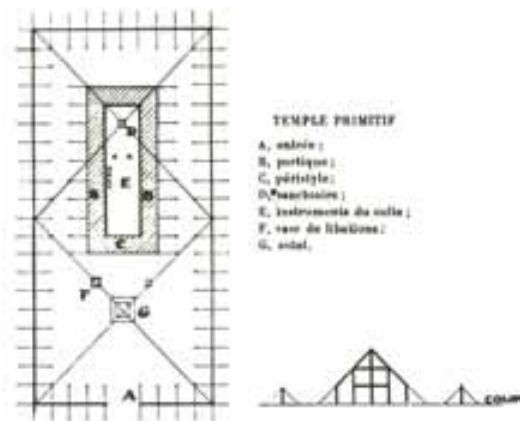 D
B
E
B
C
F
G
A
TEMPLE PRIMITIF
A, entrée ;
B, portique ;
C, péristyle ;
D, sanctuaire ;
E, instruments du culte ;
F, vase de libations ;
G, autel.